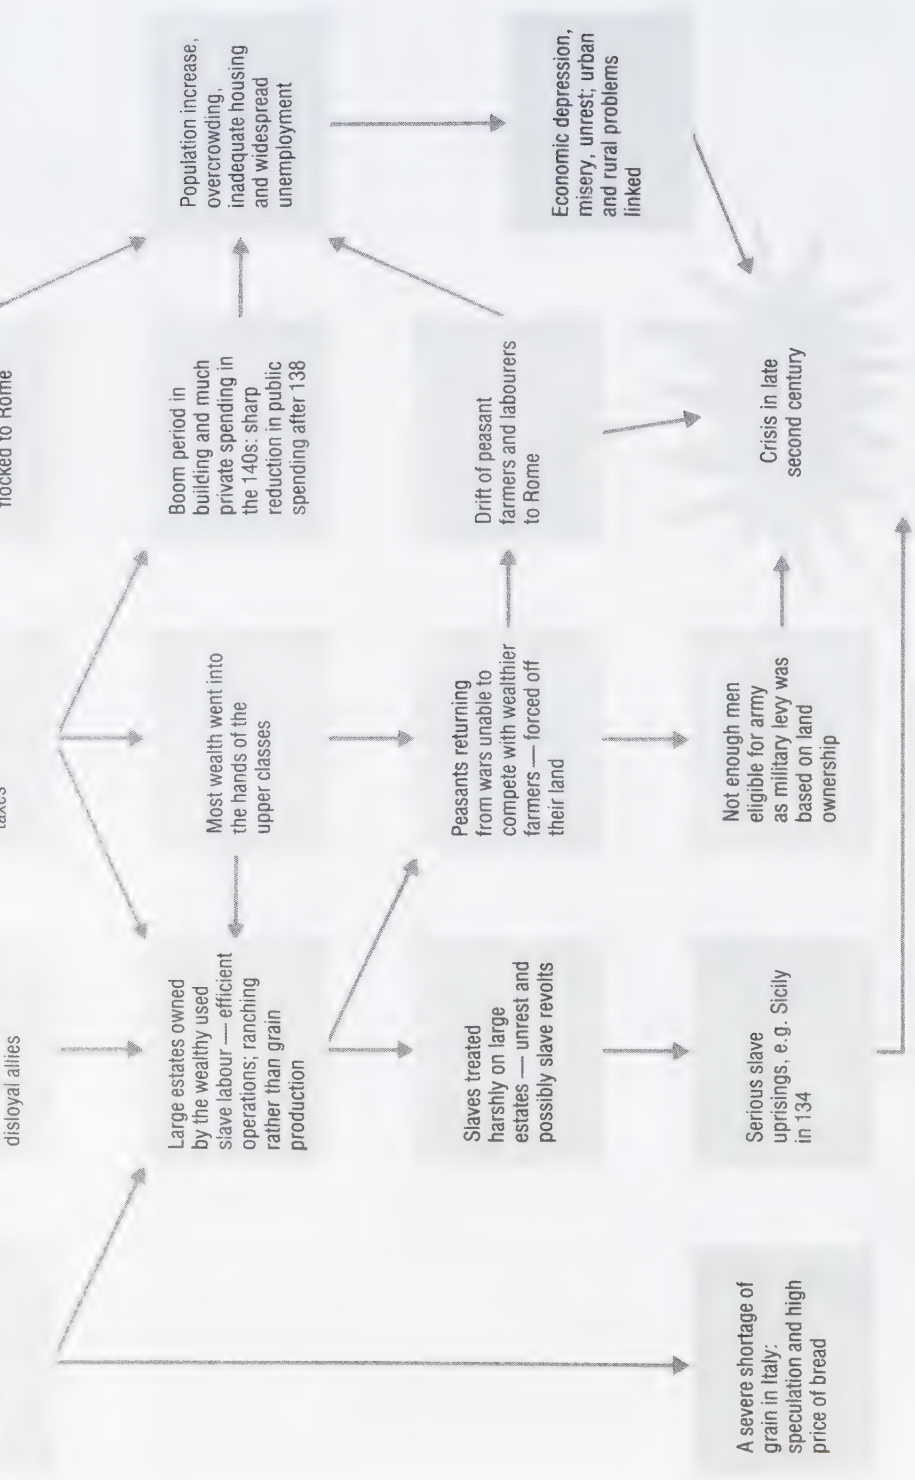 disloyal allies
taxes
flocked to Rome
Large estates owned
by the wealthy used
slave labour — efficient
operations; ranching
rather than grain
production
Most wealth went into
the hands of the
upper classes
Boom period in
building and much
private spending in
the 140s: sharp
reduction in public
spending after 138
Population increase,
overcrowding,
inadequate housing
and widespread
unemployment
Slaves treated
harshly on large
estates — unrest and
possibly slave revolts
Peasants returning
from wars unable to
compete with wealthier
farmers — forced off
their land
Drift of peasant
farmers and labourers
to Rome
Economic depression,
misery, unrest; urban
and rural problems
linked
A severe shortage of
grain in Italy:
speculation and high
price of bread
Serious slave
uprisings, e.g. Sicily
in 134
Not enough men
eligible for army
as military levy was
based on land
ownership
Crisis in late
second century